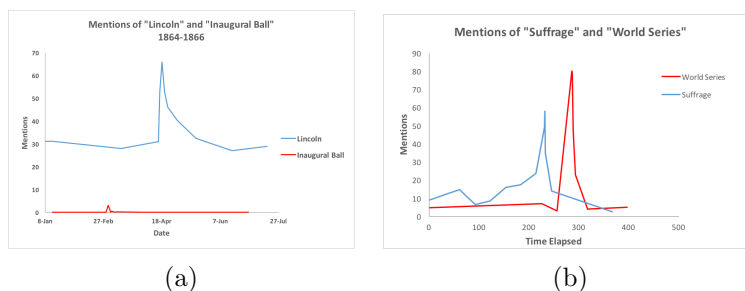 Mentions of "Lincoln" and "Inaugural Ball"
1864-1866
70
60
50
40
30
20
10
0
Mentions
8-Jan
27-Feb
18-Apr
7-Jun
27-Jul
Date
Lincoln
Inaugural Ball
(a)
Mentions of "Suffrage" and "World Series"
90
80
70
60
50
40
30
20
10
0
Mentions
0
100
200
300
400
500
Time Elapsed
World Series
Suffrage
(b)